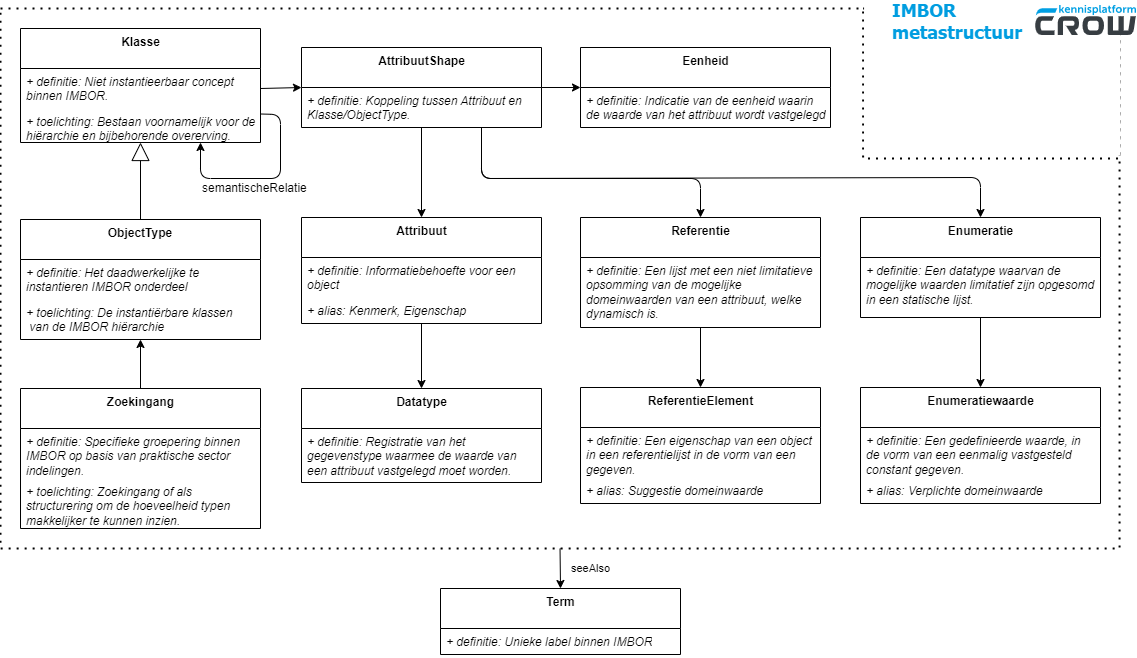 IMBOR
metastructuur
kennisplatform
CROW
Klasse
+ definitie: Niet instantieerbaar concept
binnen IMBOR.
+ toelichting: Bestaan voornamelijk voor de
hiërarchie en bijbehorende overerving.
AttribuutShape
+ definitie: Koppeling tussen Attribuut en
Klasse/ObjectType.
Eenheid
+ definitie: Indicatie van de eenheid waarin
de waarde van het attribuut wordt vastgelegd
semantischeRelatie
ObjectType
+ definitie: Het daadwerkelijke te
instantieren IMBOR onderdeel
+ toelichting: De instantiërbare klassen
van de IMBOR hiërarchie
Attribuut
+ definitie: Informatiebehoefte voor een
object
+ alias: Kenmerk, Eigenschap
Referentie
+ definitie: Een lijst met een niet limitatieve
opsomming van de mogelijke
domeinwaarden van een attribuut, welke
dynamisch is.
Enumeratie
+ definitie: Een datatype waarvan de
mogelijke waarden limitatief zijn opgesomd
in een statische lijst.
Zoekingang
+ definitie: Specifieke groepering binnen
IMBOR op basis van praktische sector
indelingen.
+ toelichting: Zoekingang of als
structurering om de hoeveelheid typen
makkelijker te kunnen inzien.
Datatype
+ definitie: Registratie van het
gegevenstype waarmee de waarde van
een attribuut vastgelegd moet worden.
ReferentieElement
+ definitie: Een eigenschap van een object
in een referentielijst in de vorm van een
gegeven.
+ alias: Suggestie domeinwaarde
Enumeratiewaarde
+ definitie: Een gedefinieerde waarde, in
de vorm van een eenmalig vastgesteld
constant gegeven.
+ alias: Verplichte domeinwaarde
seeAlso
Term
+ definitie: Unieke label binnen IMBOR